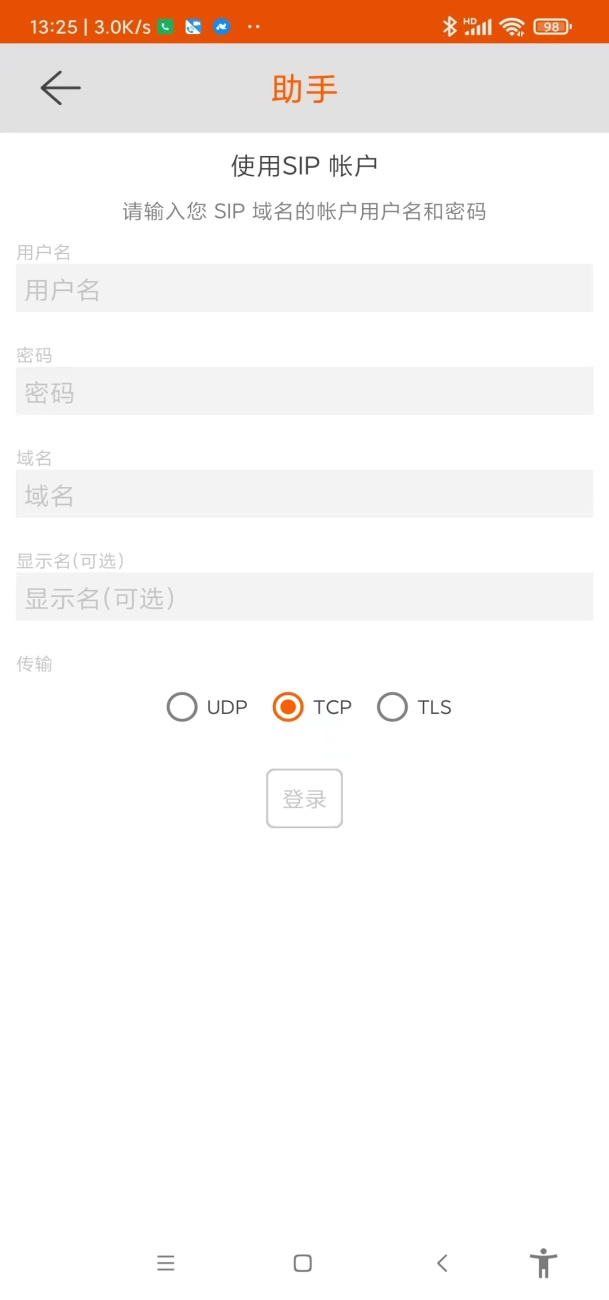 13:25 | 3.0K/s
HD
98
助手
使用SIP 帐户
请输入您 SIP 域名的帐户用户名和密码
用户名
用户名
密码
密码
域名
域名
显示名(可选)
显示名(可选)
传输
UDP TCP TLS
登录